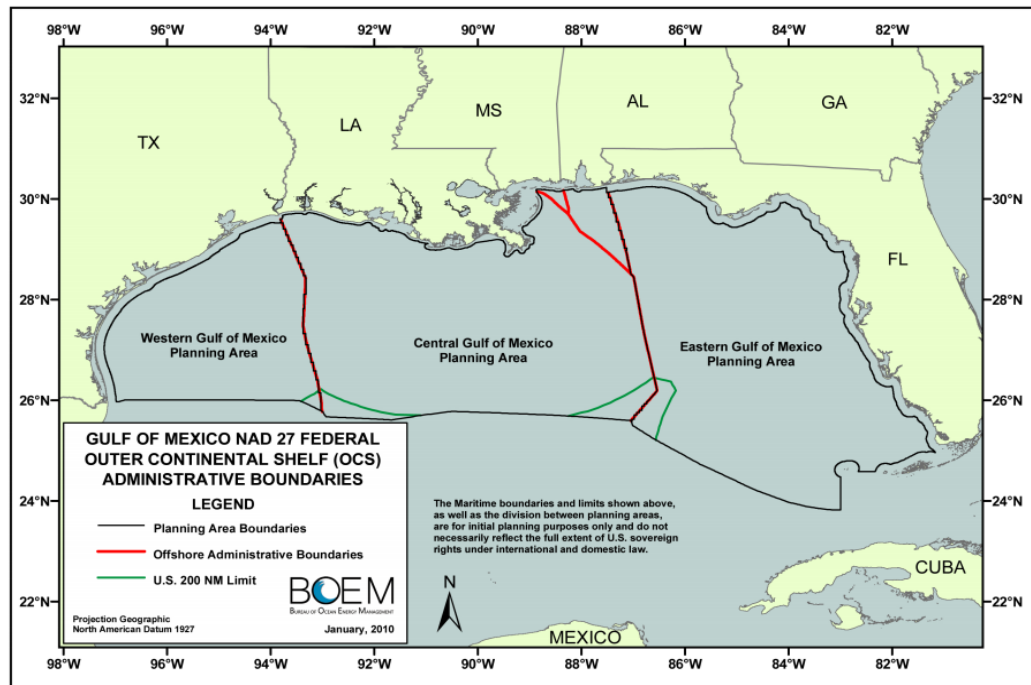 98°W 96°W 94°W 92°W 90°W 88°W 86°W 84°W 82°W
32°N 32°N
30°N 30°N
28°N 28°N
26°N 26°N
24°N 24°N
22°N 22°N
TX
LA
MS
AL
GA
FL
Western Gulf of Mexico
Planning Area
Central Gulf of Mexico
Planning Area
Eastern Gulf of Mexico
Planning Area
GULF OF MEXICO NAD 27 FEDERAL
OUTER CONTINENTAL SHELF (OCS)
ADMINISTRATIVE BOUNDARIES
LEGEND
Planning Area Boundaries
Offshore Administrative Boundaries
U.S. 200 NM Limit
BOEM
BUREAU OF OCEAN ENERGY MANAGEMENT
Projection Geographic
North American Datum 1927
January, 2010
The Maritime boundaries and limits shown above,
as well as the division between planning areas,
are for initial planning purposes only and do not
necessarily reflect the full extent of U.S. sovereign
rights under international and domestic law.
N
MEXICO
CUBA
98°W 96°W 94°W 92°W 90°W 88°W 86°W 84°W 82°W